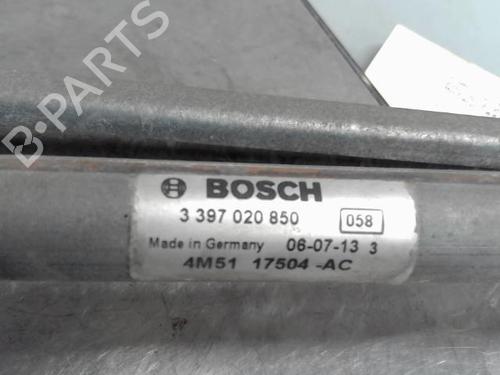 B-PARTS
BOSCH
3 397 020 850 058
Made in Germany 06-07-13 3
4M51 17504 -AC